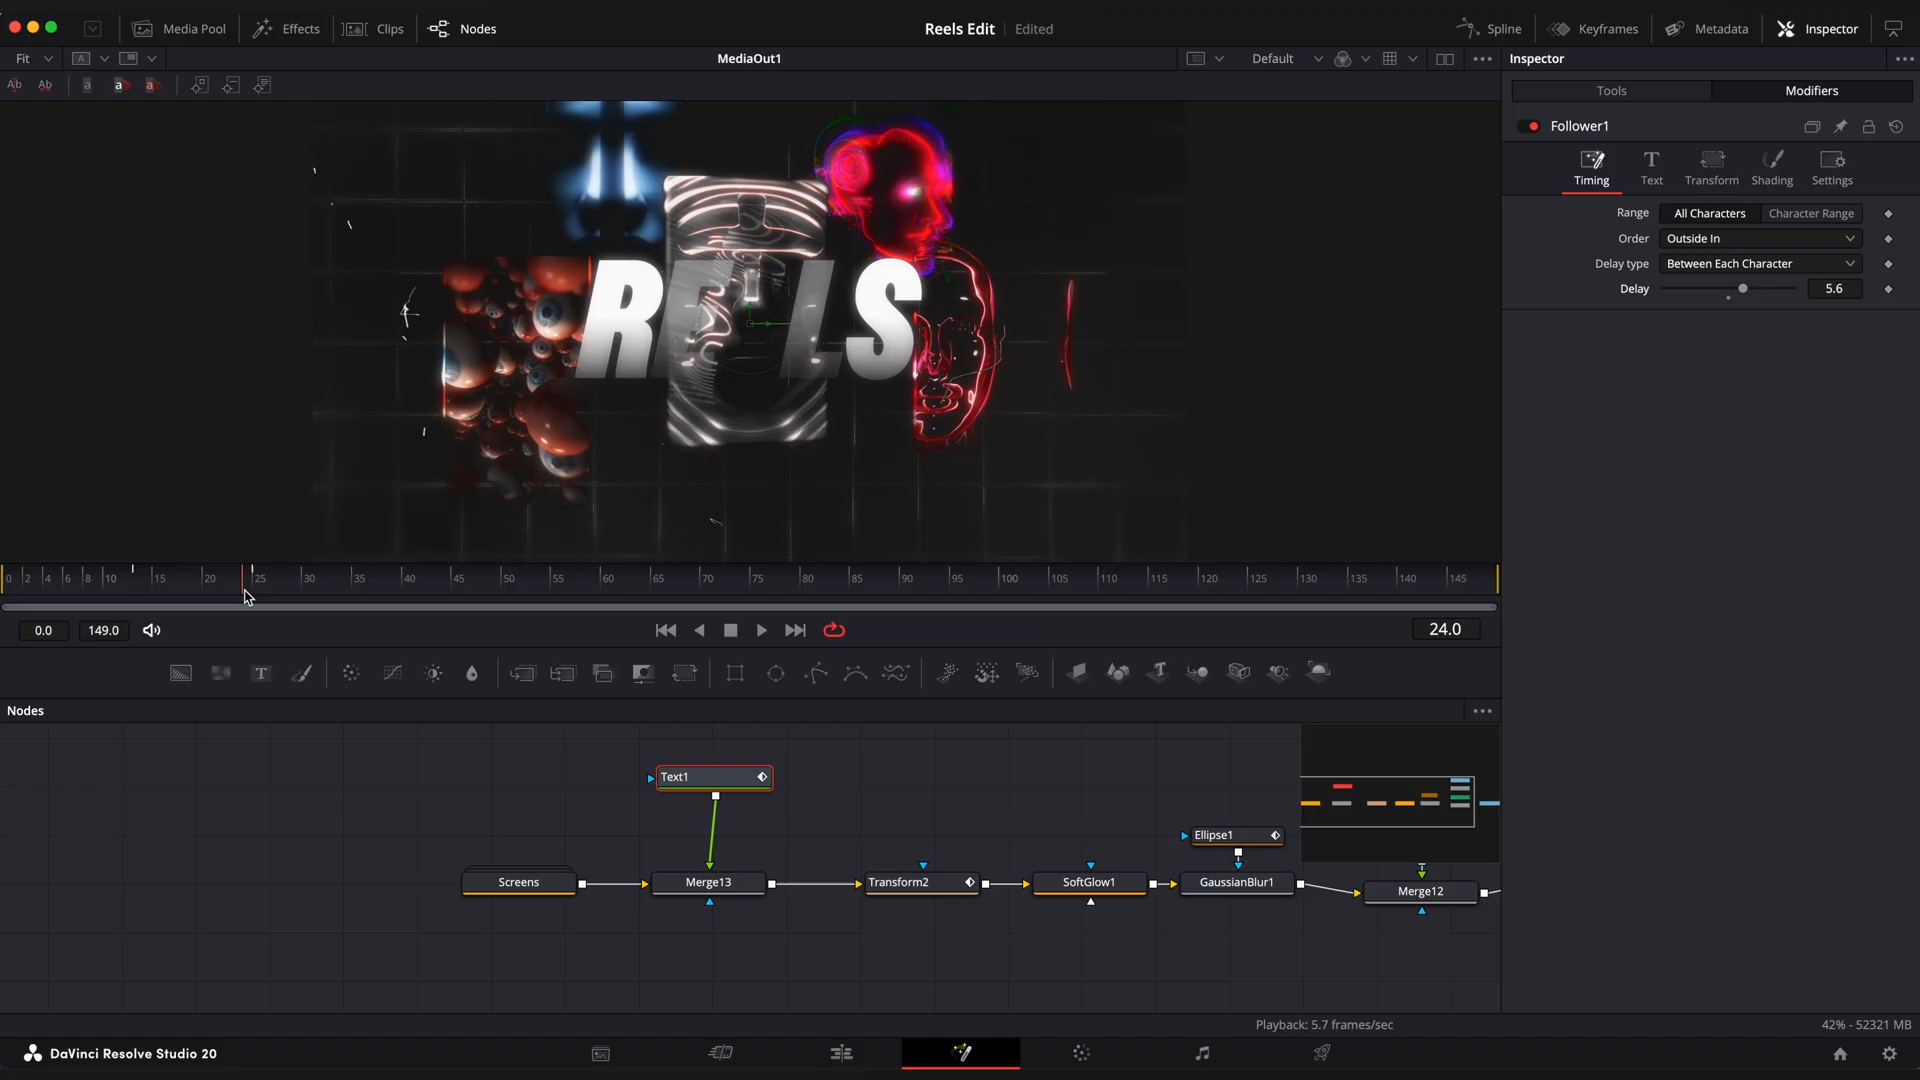 Media Pool
Effects
Clips
Nodes
Reels Edit
Edited
Spline
Keyframes
Metadata
Inspector
Fit
A
MediaOut1
Default
Inspector
Ab
Ab
a
a
a
Tools
Modifiers
Follower1
Timing
Text
Transform
Shading
Settings
Range
All Characters
Character Range
Order
Outside In
Delay type
Between Each Character
Delay
5.6
REELS
0 2 4 6 8 10 15 20 25 30 35 40 45 50 55 60 65 70 75 80 85 90 95 100 105 110 115 120 125 130 135 140 145
0.0
149.0
24.0
T
T
Nodes
Text1
Ellipse1
Screens
Merge13
Transform2
SoftGlow1
GaussianBlur1
Merge12
Playback: 5.7 frames/sec
42% - 52321 MB
DaVinci Resolve Studio 20